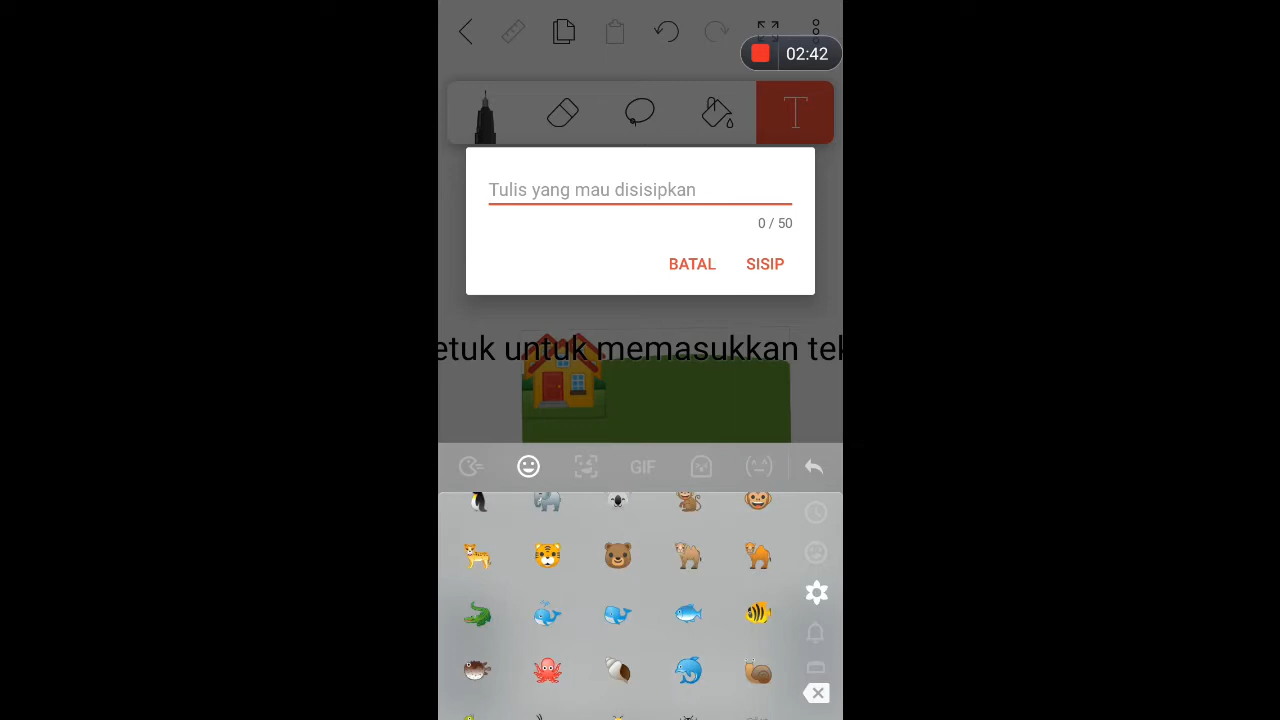 02:42
T
Tulis yang mau disisipkan
0 / 50
BATAL SISIP
etuk untuk memasukkan tek
GIF